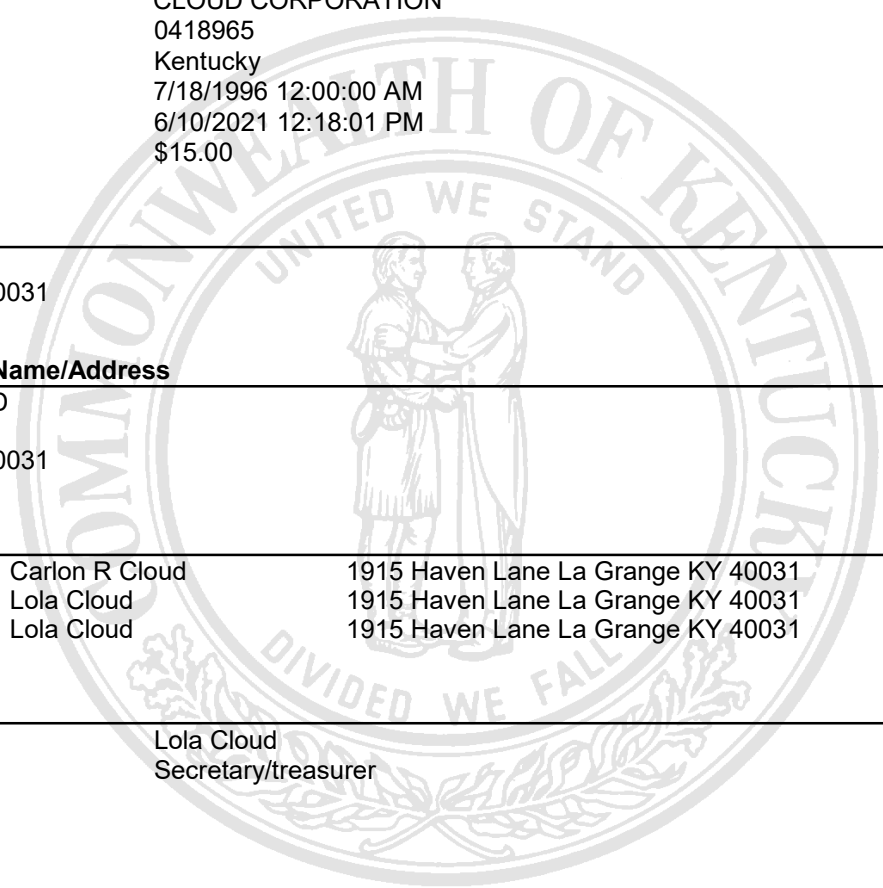 CLOUD CORPORATION
0418965
Kentucky
7/18/1996 12:00:00 AM
6/10/2021 12:18:01 PM
$15.00
0031
Name/Address
D
0031
Carlon R Cloud 1915 Haven Lane La Grange KY 40031
Lola Cloud 1915 Haven Lane La Grange KY 40031
Lola Cloud 1915 Haven Lane La Grange KY 40031
Lola Cloud
Secretary/treasurer
COMMONWEALTH OF KENTUCKY
UNITED WE STAND
DIVIDED WE FALL